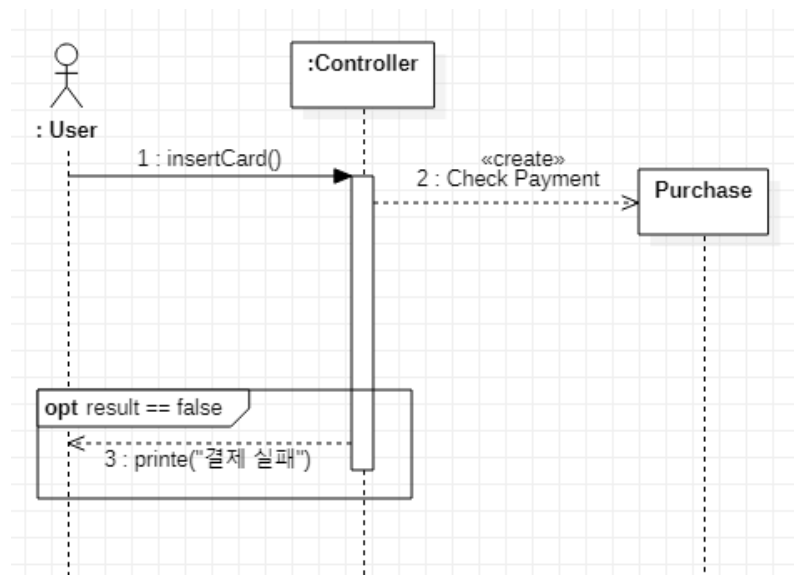 :Controller
: User
1 : insertCard()
«create»
2 : Check Payment
Purchase
opt result == false
3 : printe("결제 실패")